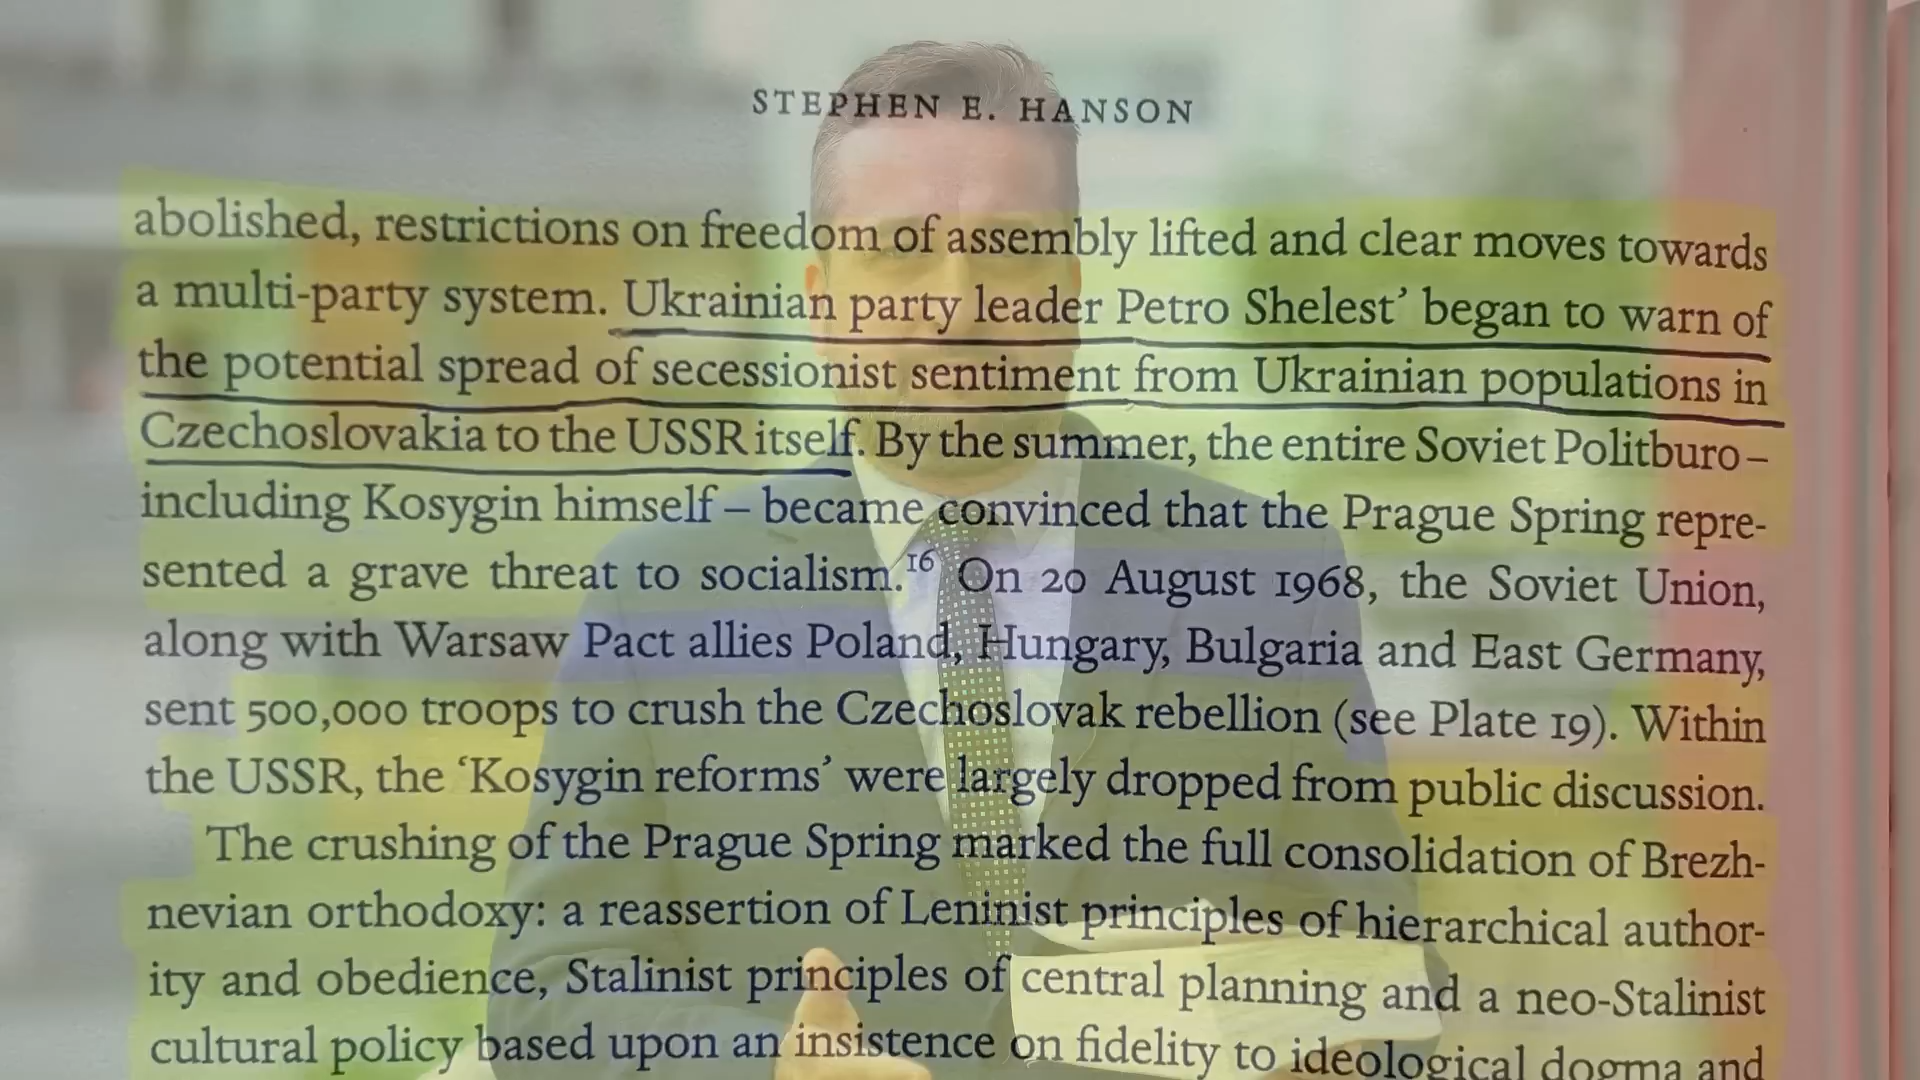 STEPHEN E. HANSON
abolished, restrictions on freedom of assembly lifted and clear moves towards
a multi-party system. Ukrainian party leader Petro Shelest’ began to warn of
the potential spread of secessionist sentiment from Ukrainian populations in
Czechoslovakia to the USSR itself. By the summer, the entire Soviet Politburo –
including Kosygin himself – became convinced that the Prague Spring repre-
sented a grave threat to socialism.16 On 20 August 1968, the Soviet Union,
along with Warsaw Pact allies Poland, Hungary, Bulgaria and East Germany,
sent 500,000 troops to crush the Czechoslovak rebellion (see Plate 19). Within
the USSR, the ‘Kosygin reforms’ were largely dropped from public discussion.
The crushing of the Prague Spring marked the full consolidation of Brezh-
nevian orthodoxy: a reassertion of Leninist principles of hierarchical author-
ity and obedience, Stalinist principles of central planning and a neo-Stalinist
cultural policy based upon an insistence on fidelity to ideological dogma and